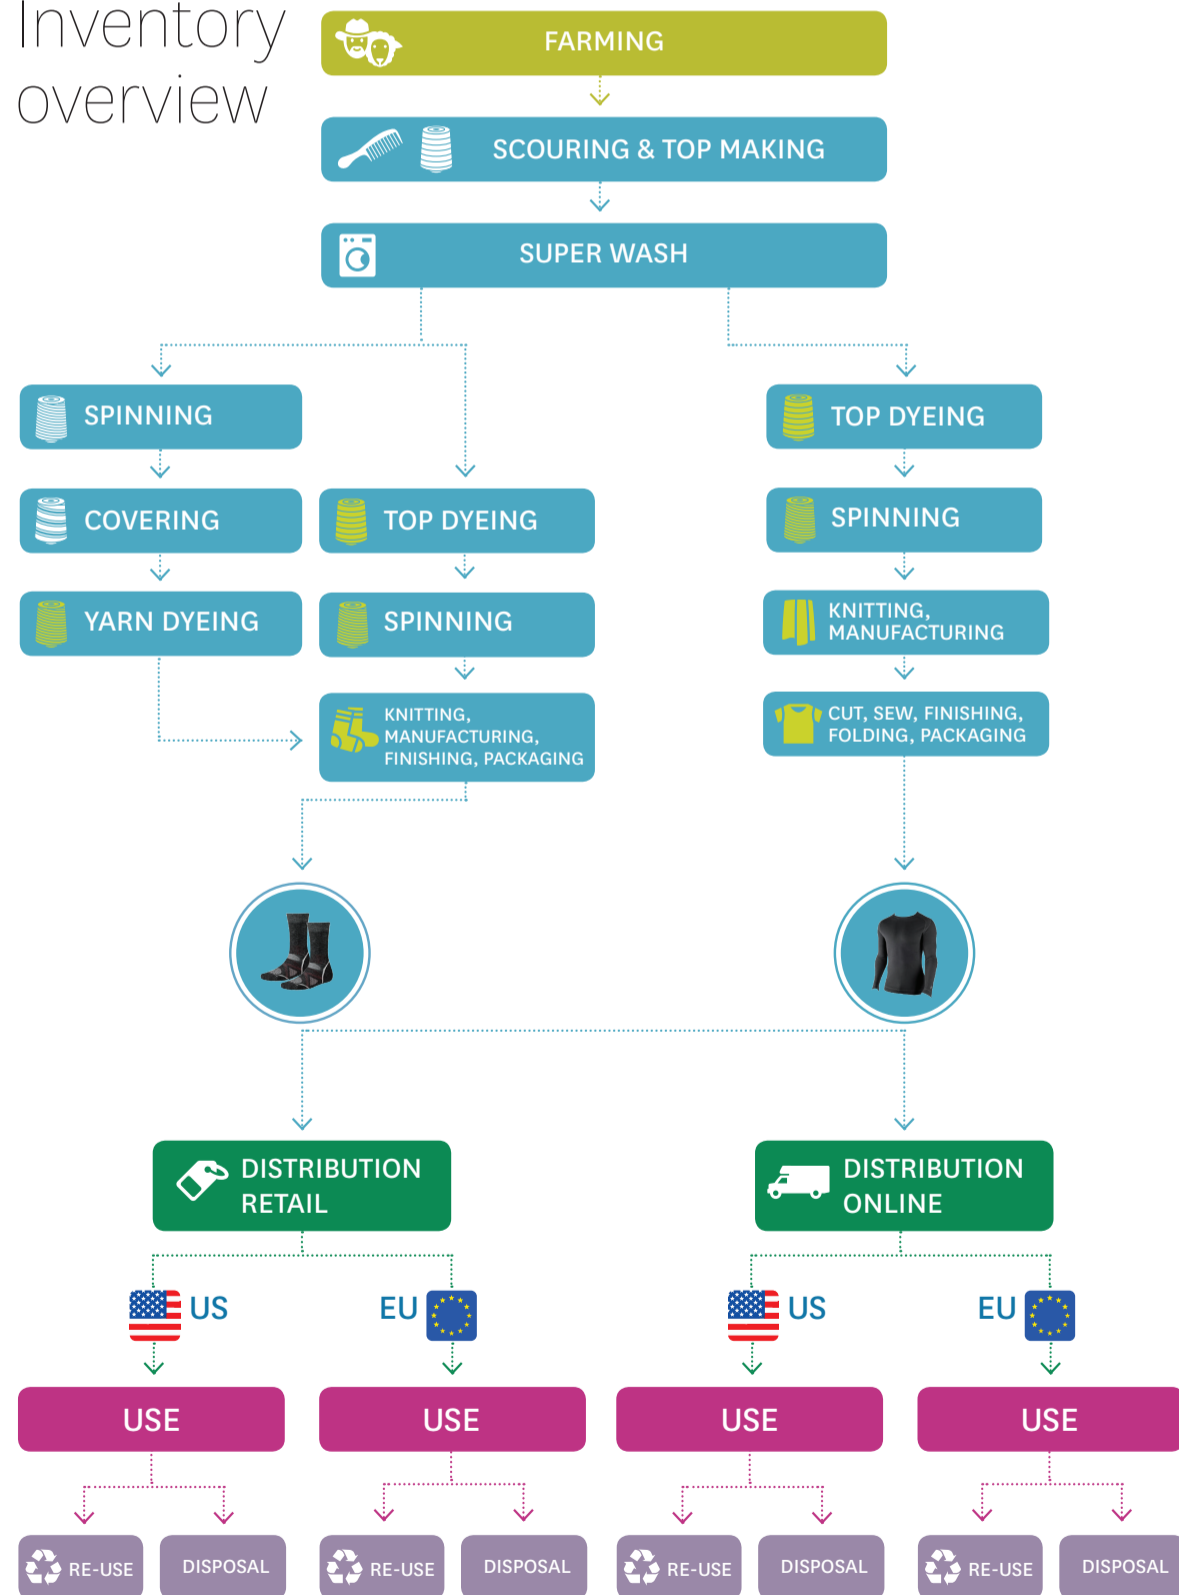 Inventory
overview
FARMING
SCOURING & TOP MAKING
SUPER WASH
SPINNING
TOP DYEING
COVERING
TOP DYEING
SPINNING
YARN DYEING
SPINNING
KNITTING,
MANUFACTURING
KNITTING,
MANUFACTURING,
FINISHING, PACKAGING
CUT, SEW, FINISHING,
FOLDING, PACKAGING
DISTRIBUTION
RETAIL
DISTRIBUTION
ONLINE
US
EU
US
EU
USE
USE
USE
USE
RE-USE
DISPOSAL
RE-USE
DISPOSAL
RE-USE
DISPOSAL
RE-USE
DISPOSAL